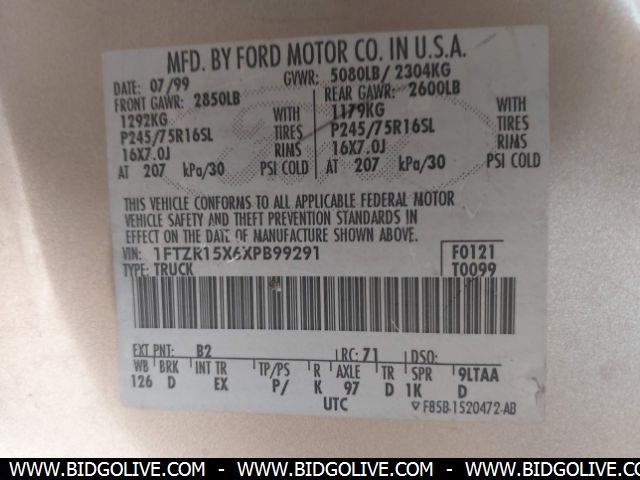 MFD. BY FORD MOTOR CO. IN U.S.A.
DATE: 07/99 GVWR: 5080LB/ 2304KG
FRONT GAWR: 2850LB REAR GAWR: 2600LB
1292KG WITH 1179KG WITH
P245/75R16SL TIRES P245/75R16SL TIRES
16X7.0J RIMS 16X7.0J RIMS
AT 207 kPa/30 PSI COLD AT 207 kPa/30 PSI COLD
THIS VEHICLE CONFORMS TO ALL APPLICABLE FEDERAL MOTOR
VEHICLE SAFETY AND THEFT PREVENTION STANDARDS IN
EFFECT ON THE DATE OF MANUFACTURE SHOWN ABOVE.
VIN: 1FTZR15X6XPB99291 F0121
TYPE: TRUCK T0099
EXT PNT: B2 RC: 71 DSO:
WB BRK INT TR TP/PS R AXLE TR SPR 9LTAA
126 D EX P/ K 97 D 1K D
UTC F85B-1520472-AB
WWW.BIDGOLIVE.COM - WWW.BIDGOLIVE.COM - WWW.BIDGOLIVE.COM